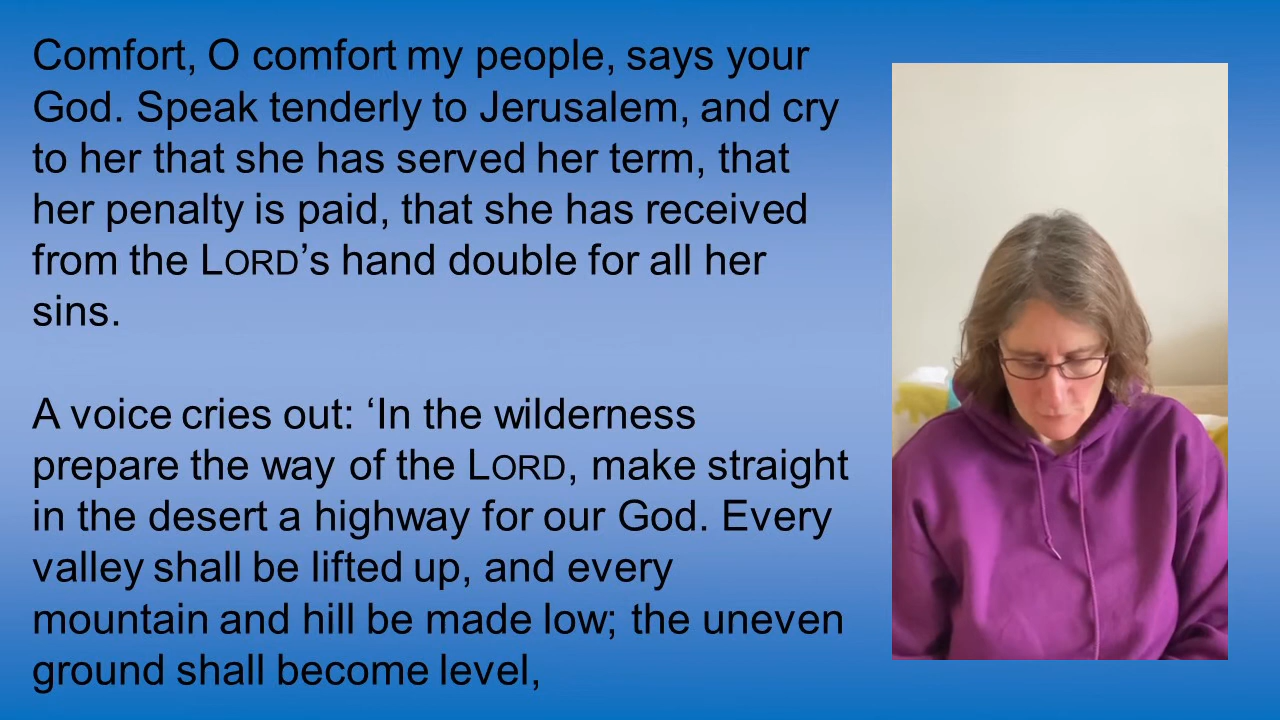 Comfort, O comfort my people, says your
God. Speak tenderly to Jerusalem, and cry
to her that she has served her term, that
her penalty is paid, that she has received
from the LORD’s hand double for all her
sins.
A voice cries out: ‘In the wilderness
prepare the way of the LORD, make straight
in the desert a highway for our God. Every
valley shall be lifted up, and every
mountain and hill be made low; the uneven
ground shall become level,